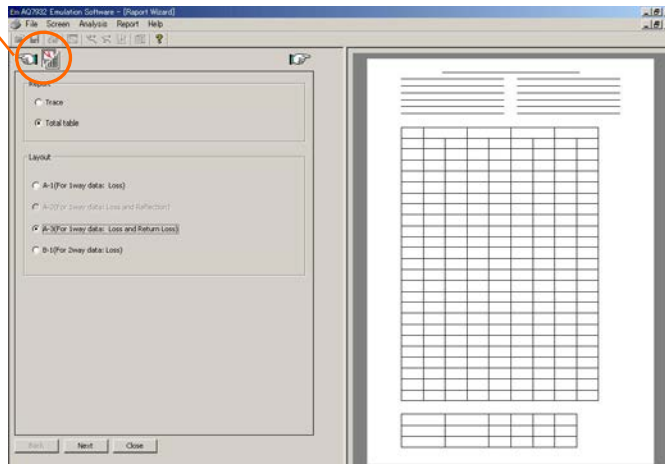 Em AQ7932 Emulation Software - [Report Wizard]
File Screen Analysis Report Help
Report
Trace
Total table
Layout
A-1(For 1way data: Loss)
A-2(For 1way data: Loss and Reflection)
A-3(For 1way data: Loss and Return Loss)
B-1(For 2way data: Loss)
Back Next Close